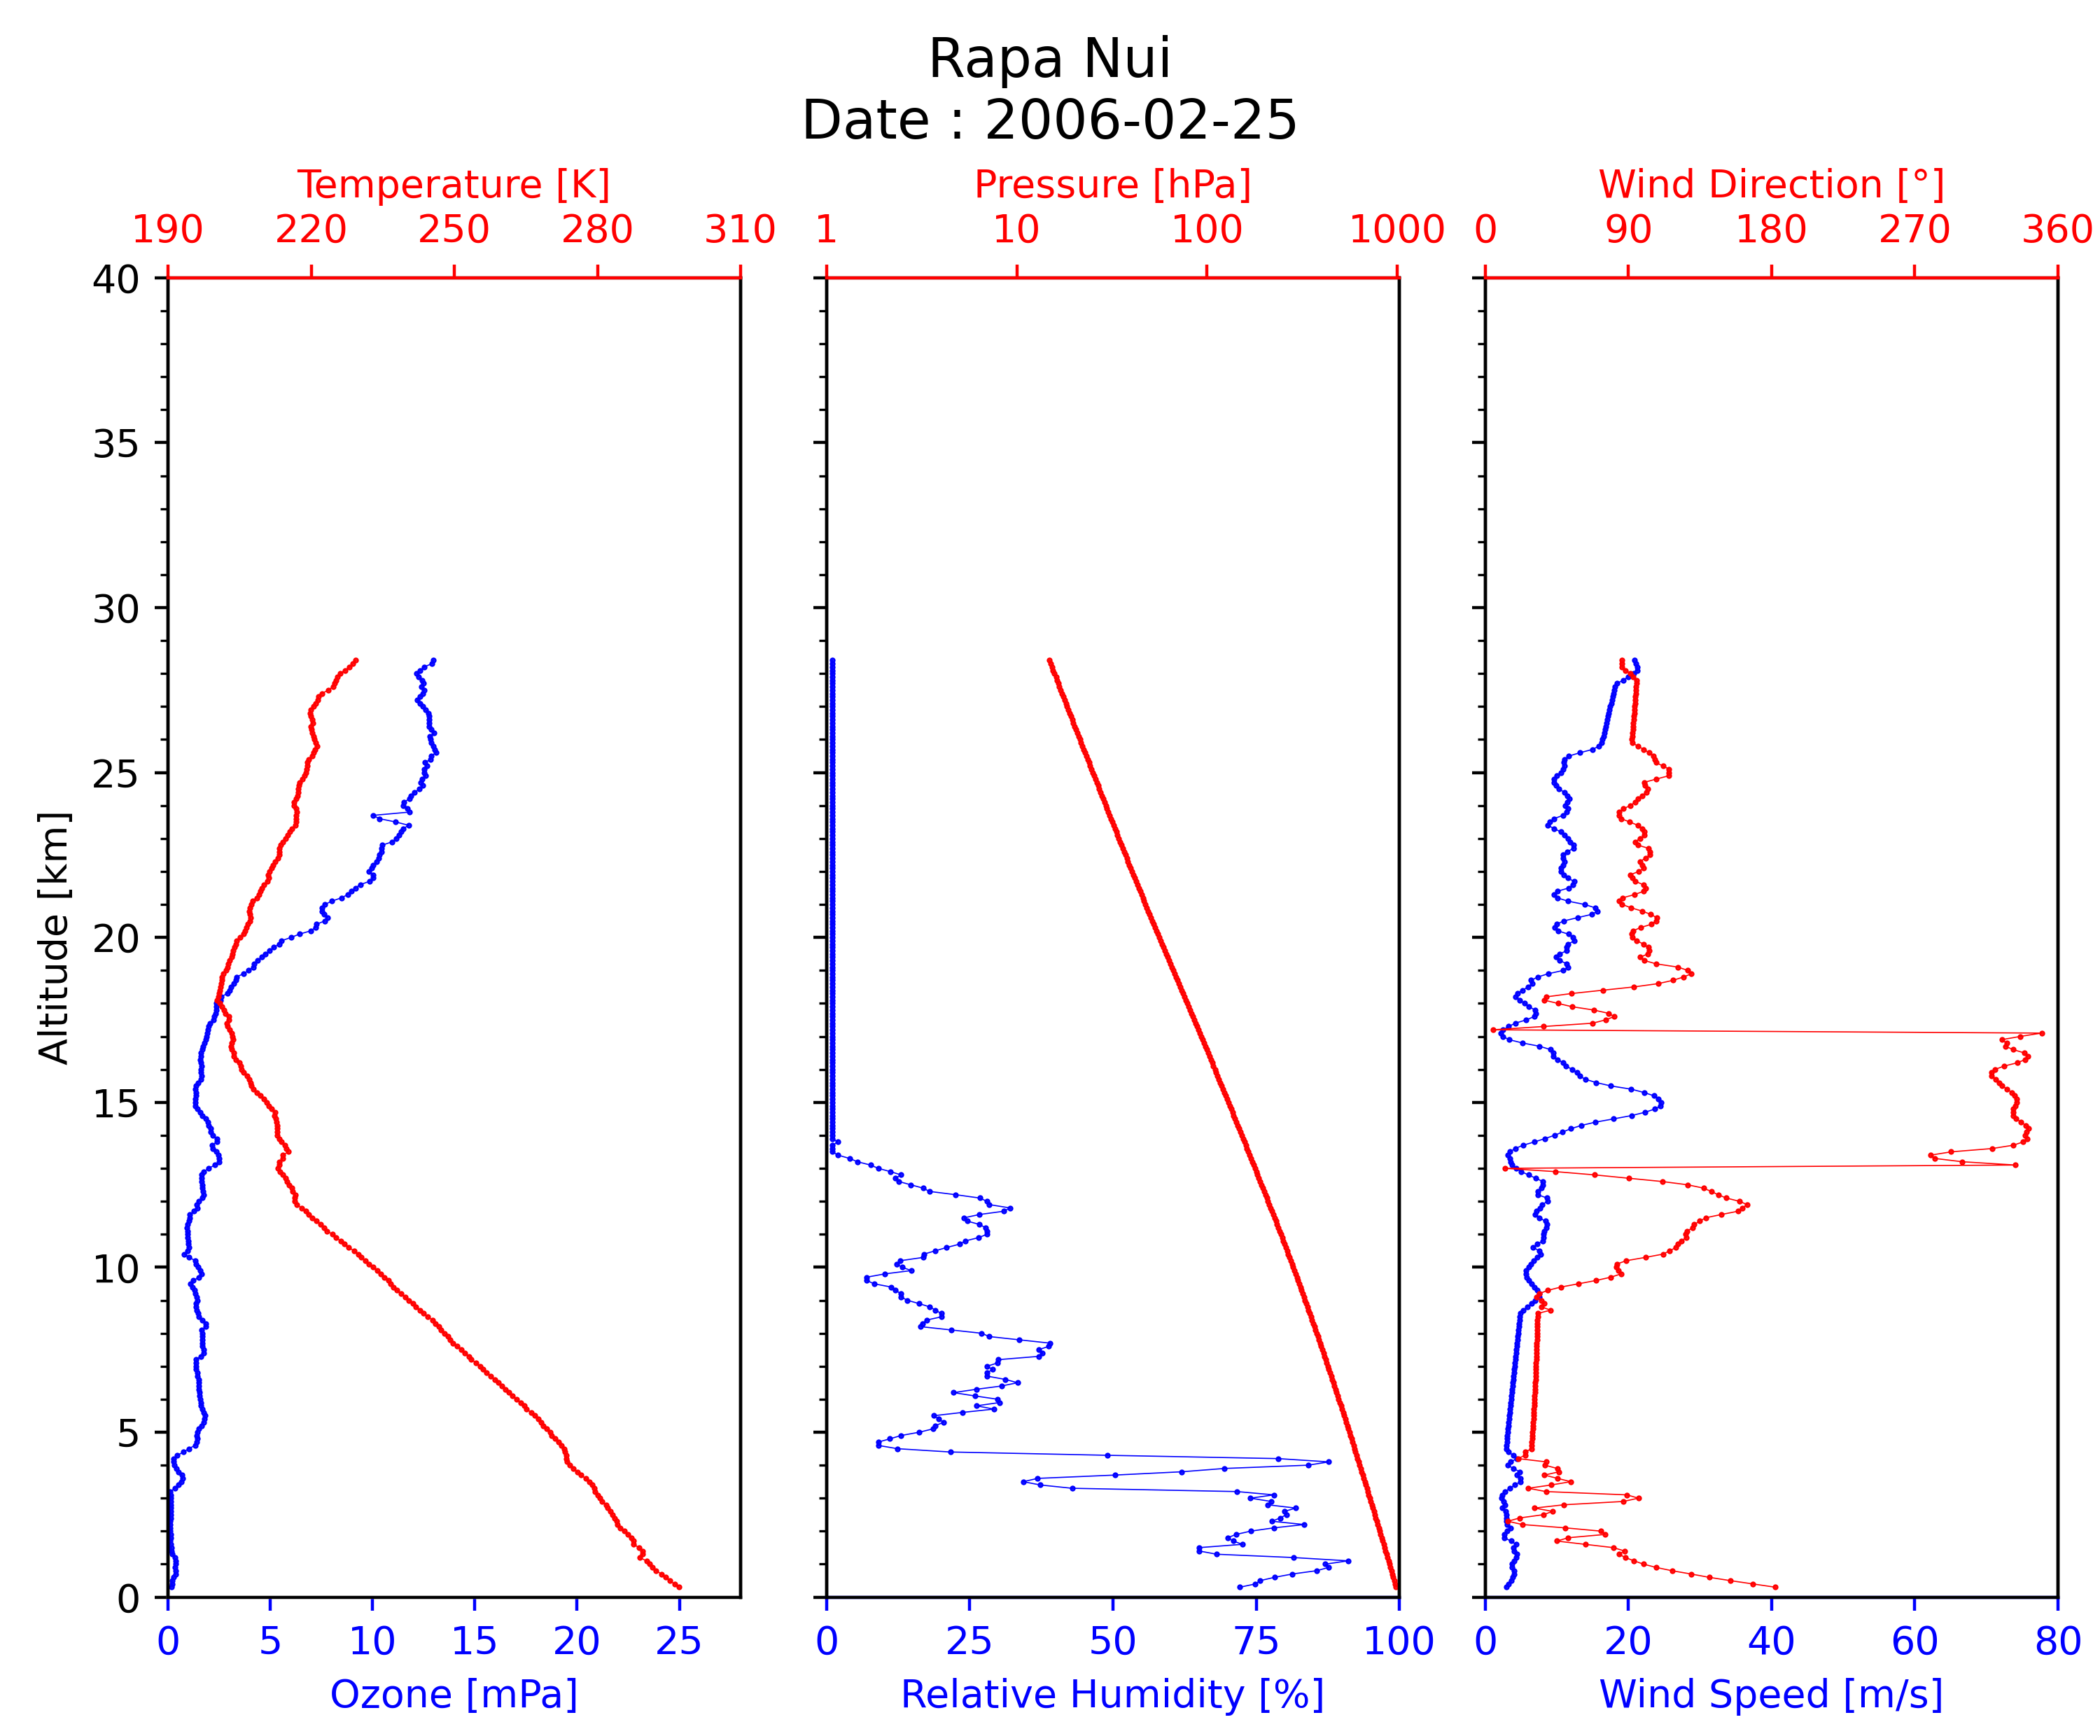 Rapa Nui
Date : 2006-02-25
Temperature [K]
190 220 250 280 310
Pressure [hPa]
1 10 100 1000
Wind Direction [°]
0 90 180 270 360
Altitude [km]
40
35
30
25
20
15
10
5
0
0 5 10 15 20 25
Ozone [mPa]
0 25 50 75 100
Relative Humidity [%]
0 20 40 60 80
Wind Speed [m/s]